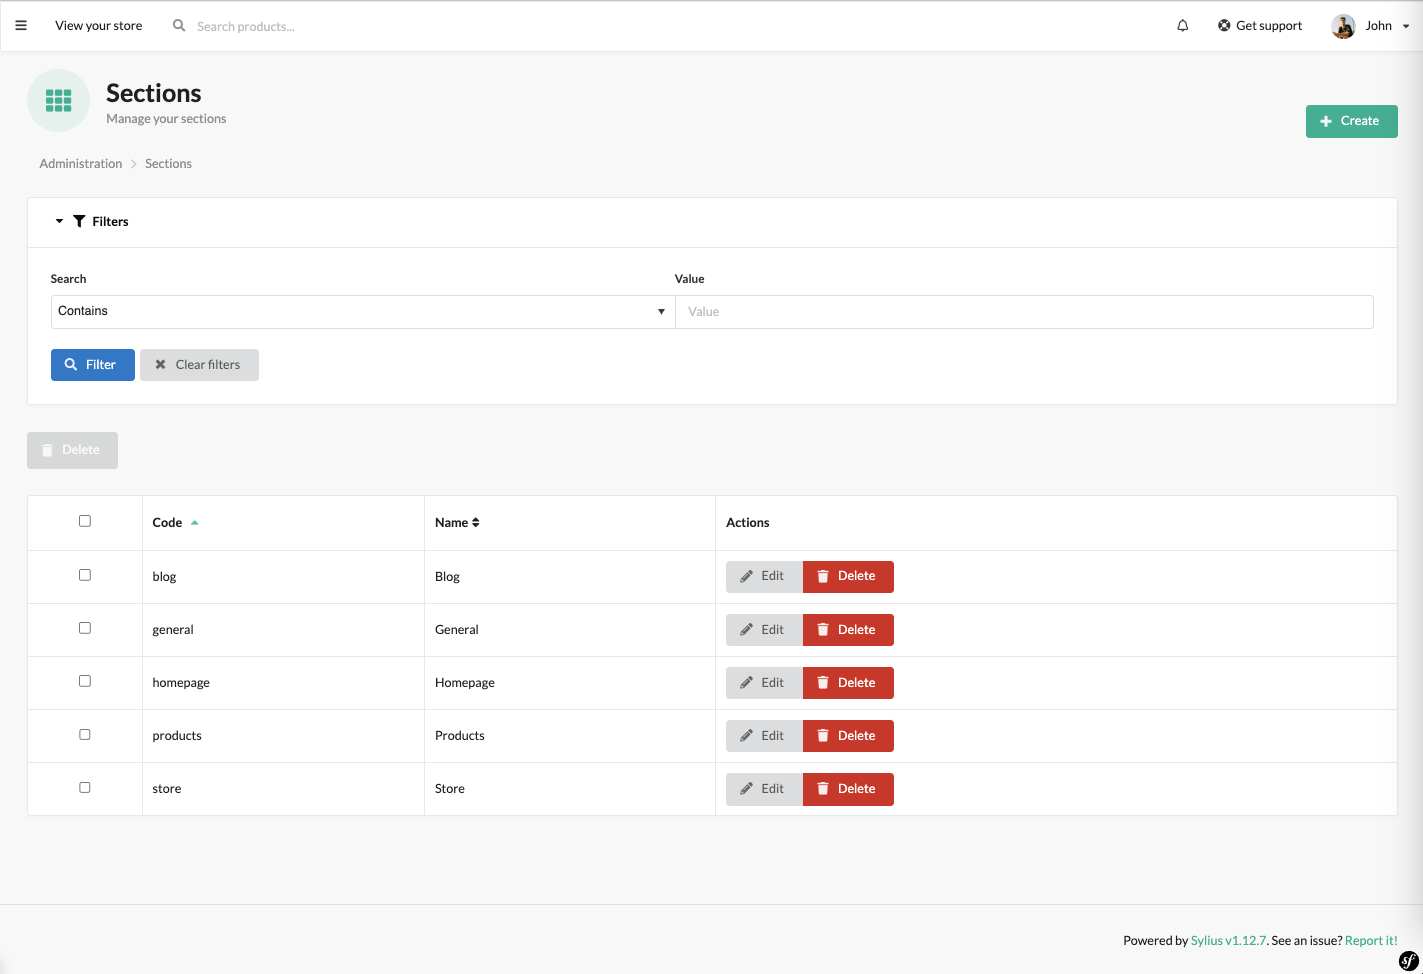 View your store
Search products...
Get support
John
Sections
Manage your sections
Create
Administration
Sections
Filters
Search
Value
Contains
Value
Filter
Clear filters
Delete
Code
Name
Actions
blog
Blog
Edit
Delete
general
General
Edit
Delete
homepage
Homepage
Edit
Delete
products
Products
Edit
Delete
store
Store
Edit
Delete
Powered by Sylius v1.12.7. See an issue? Report it!
sf